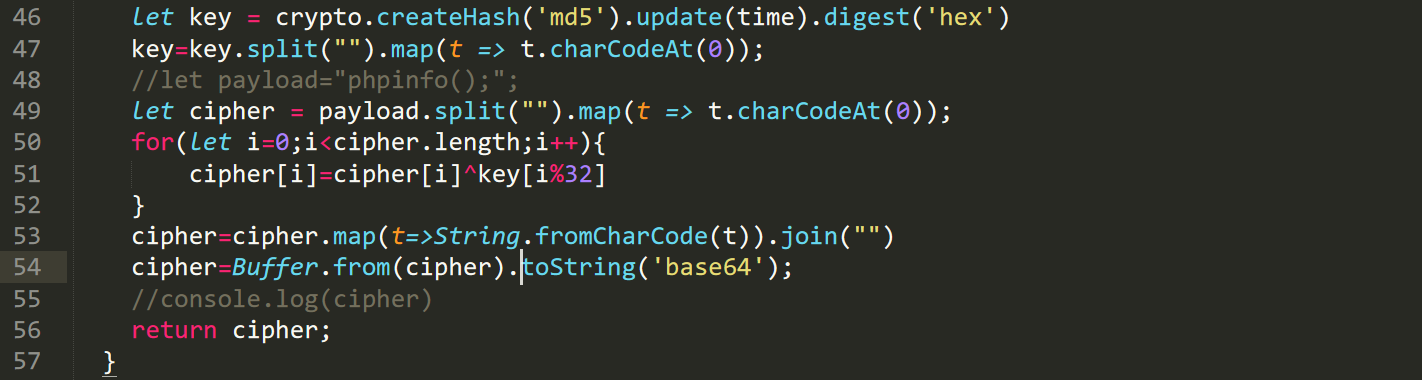 46 let key = crypto.createHash('md5').update(time).digest('hex')
47 key=key.split("").map(t => t.charCodeAt(0));
48 //let payload="phpinfo();";
49 let cipher = payload.split("").map(t => t.charCodeAt(0));
50 for(let i=0;i<cipher.length;i++){
51 cipher[i]=cipher[i]^key[i%32]
52 }
53 cipher=cipher.map(t=>String.fromCharCode(t)).join("")
54 cipher=Buffer.from(cipher).toString('base64');
55 //console.log(cipher)
56 return cipher;
57 }